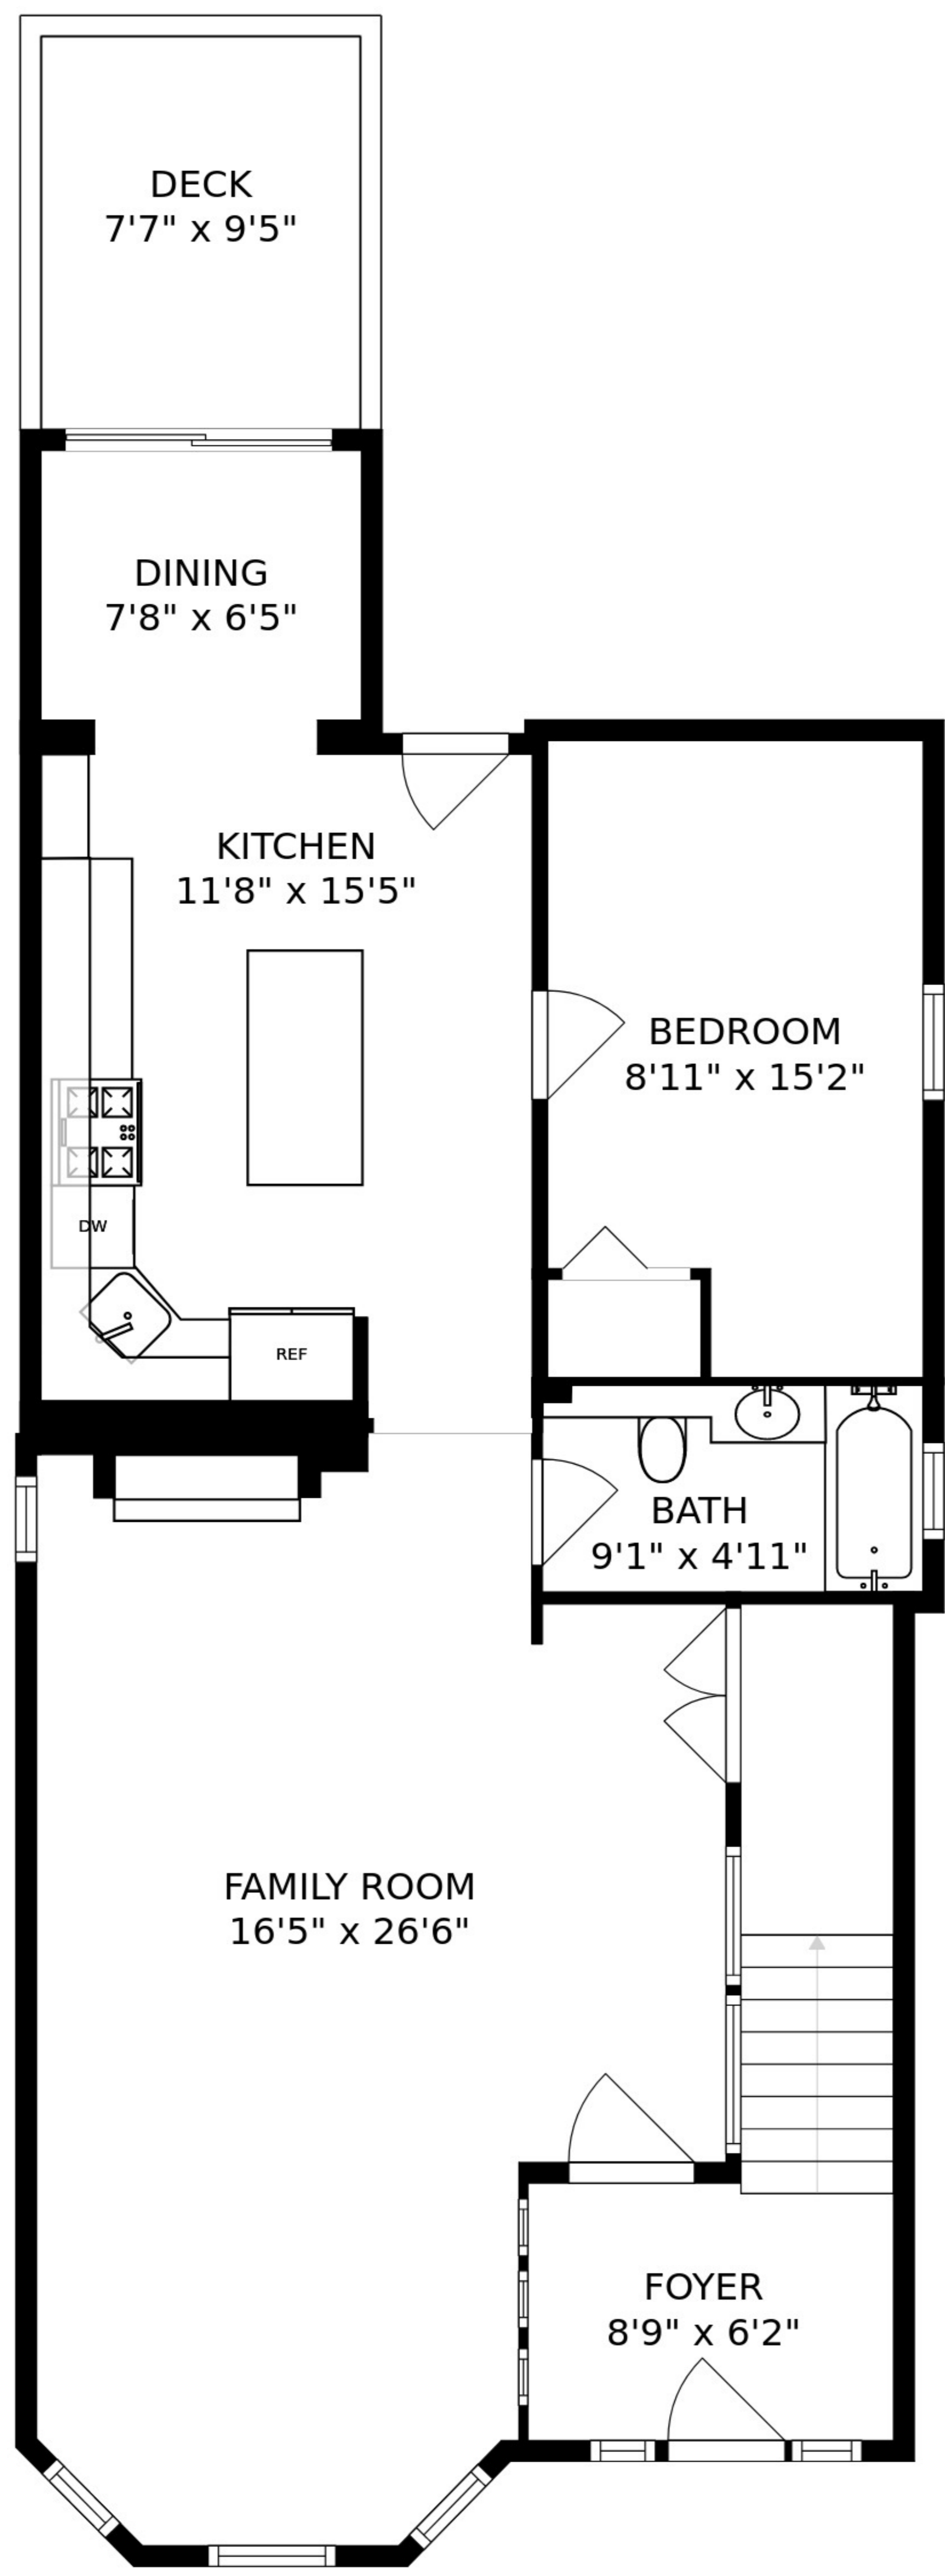 DECK
7'7" x 9'5"
DINING
7'8" x 6'5"
KITCHEN
11'8" x 15'5"
BEDROOM
8'11" x 15'2"
DW
REF
BATH
9'1" x 4'11"
FAMILY ROOM
16'5" x 26'6"
FOYER
8'9" x 6'2"